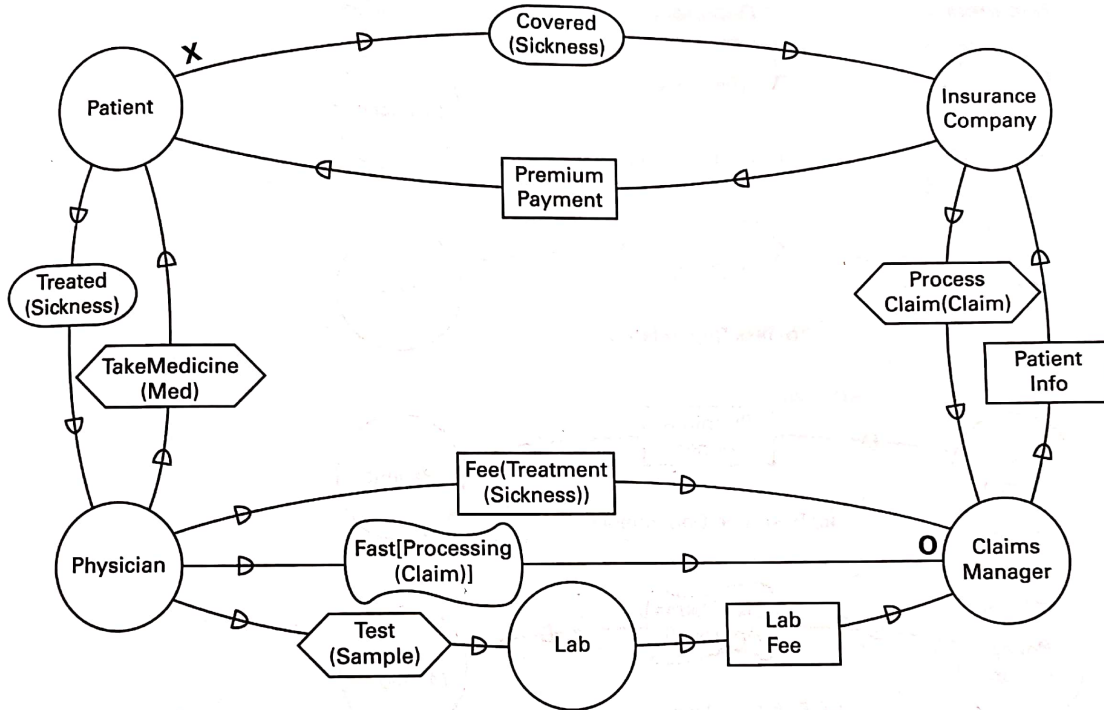 Covered
(Sickness)
X
Patient
Insurance
Company
Premium
Payment
Treated
(Sickness)
Process
Claim(Claim)
TakeMedicine
(Med)
Patient
Info
Fee(Treatment
(Sickness))
Physician
Fast[Processing
(Claim)]
O
Claims
Manager
Test
(Sample)
Lab
Lab
Fee